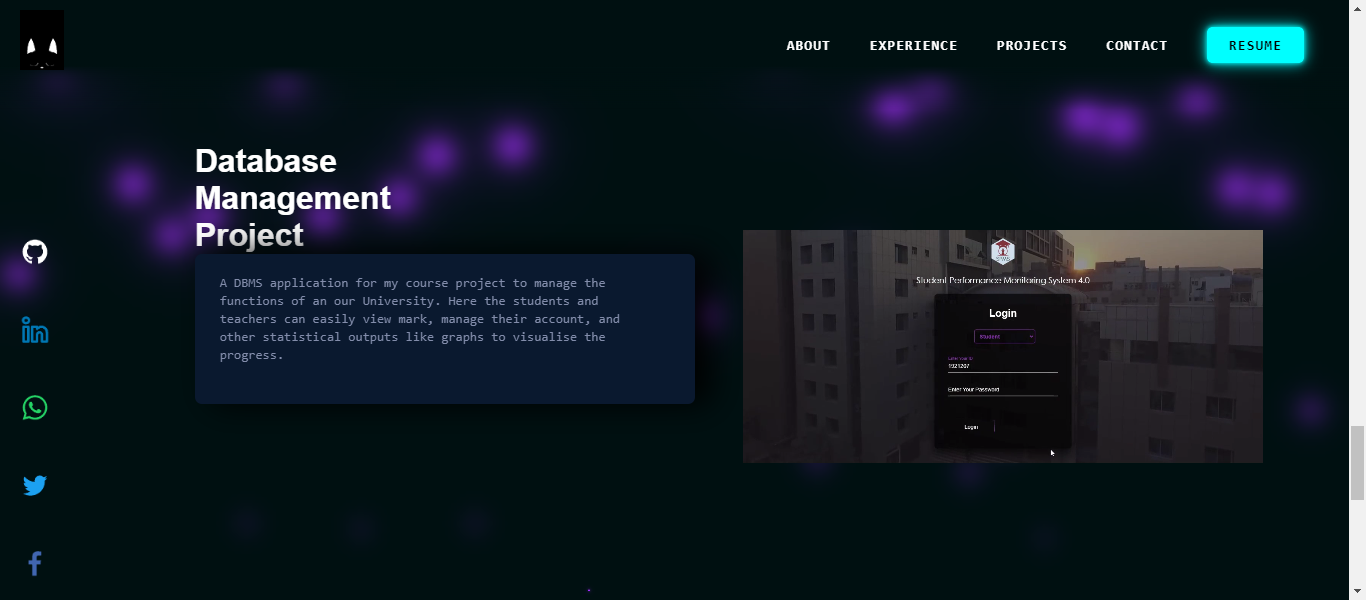 ABOUT
EXPERIENCE
PROJECTS
CONTACT
RESUME
Database
Management
Project
A DBMS application for my course project to manage the
functions of an our University. Here the students and
teachers can easily view mark, manage their account, and
other statistical outputs like graphs to visualise the
progress.
Student Performance Monitoring System 4.0
Login
Student
1921207
Enter Your Password
Login